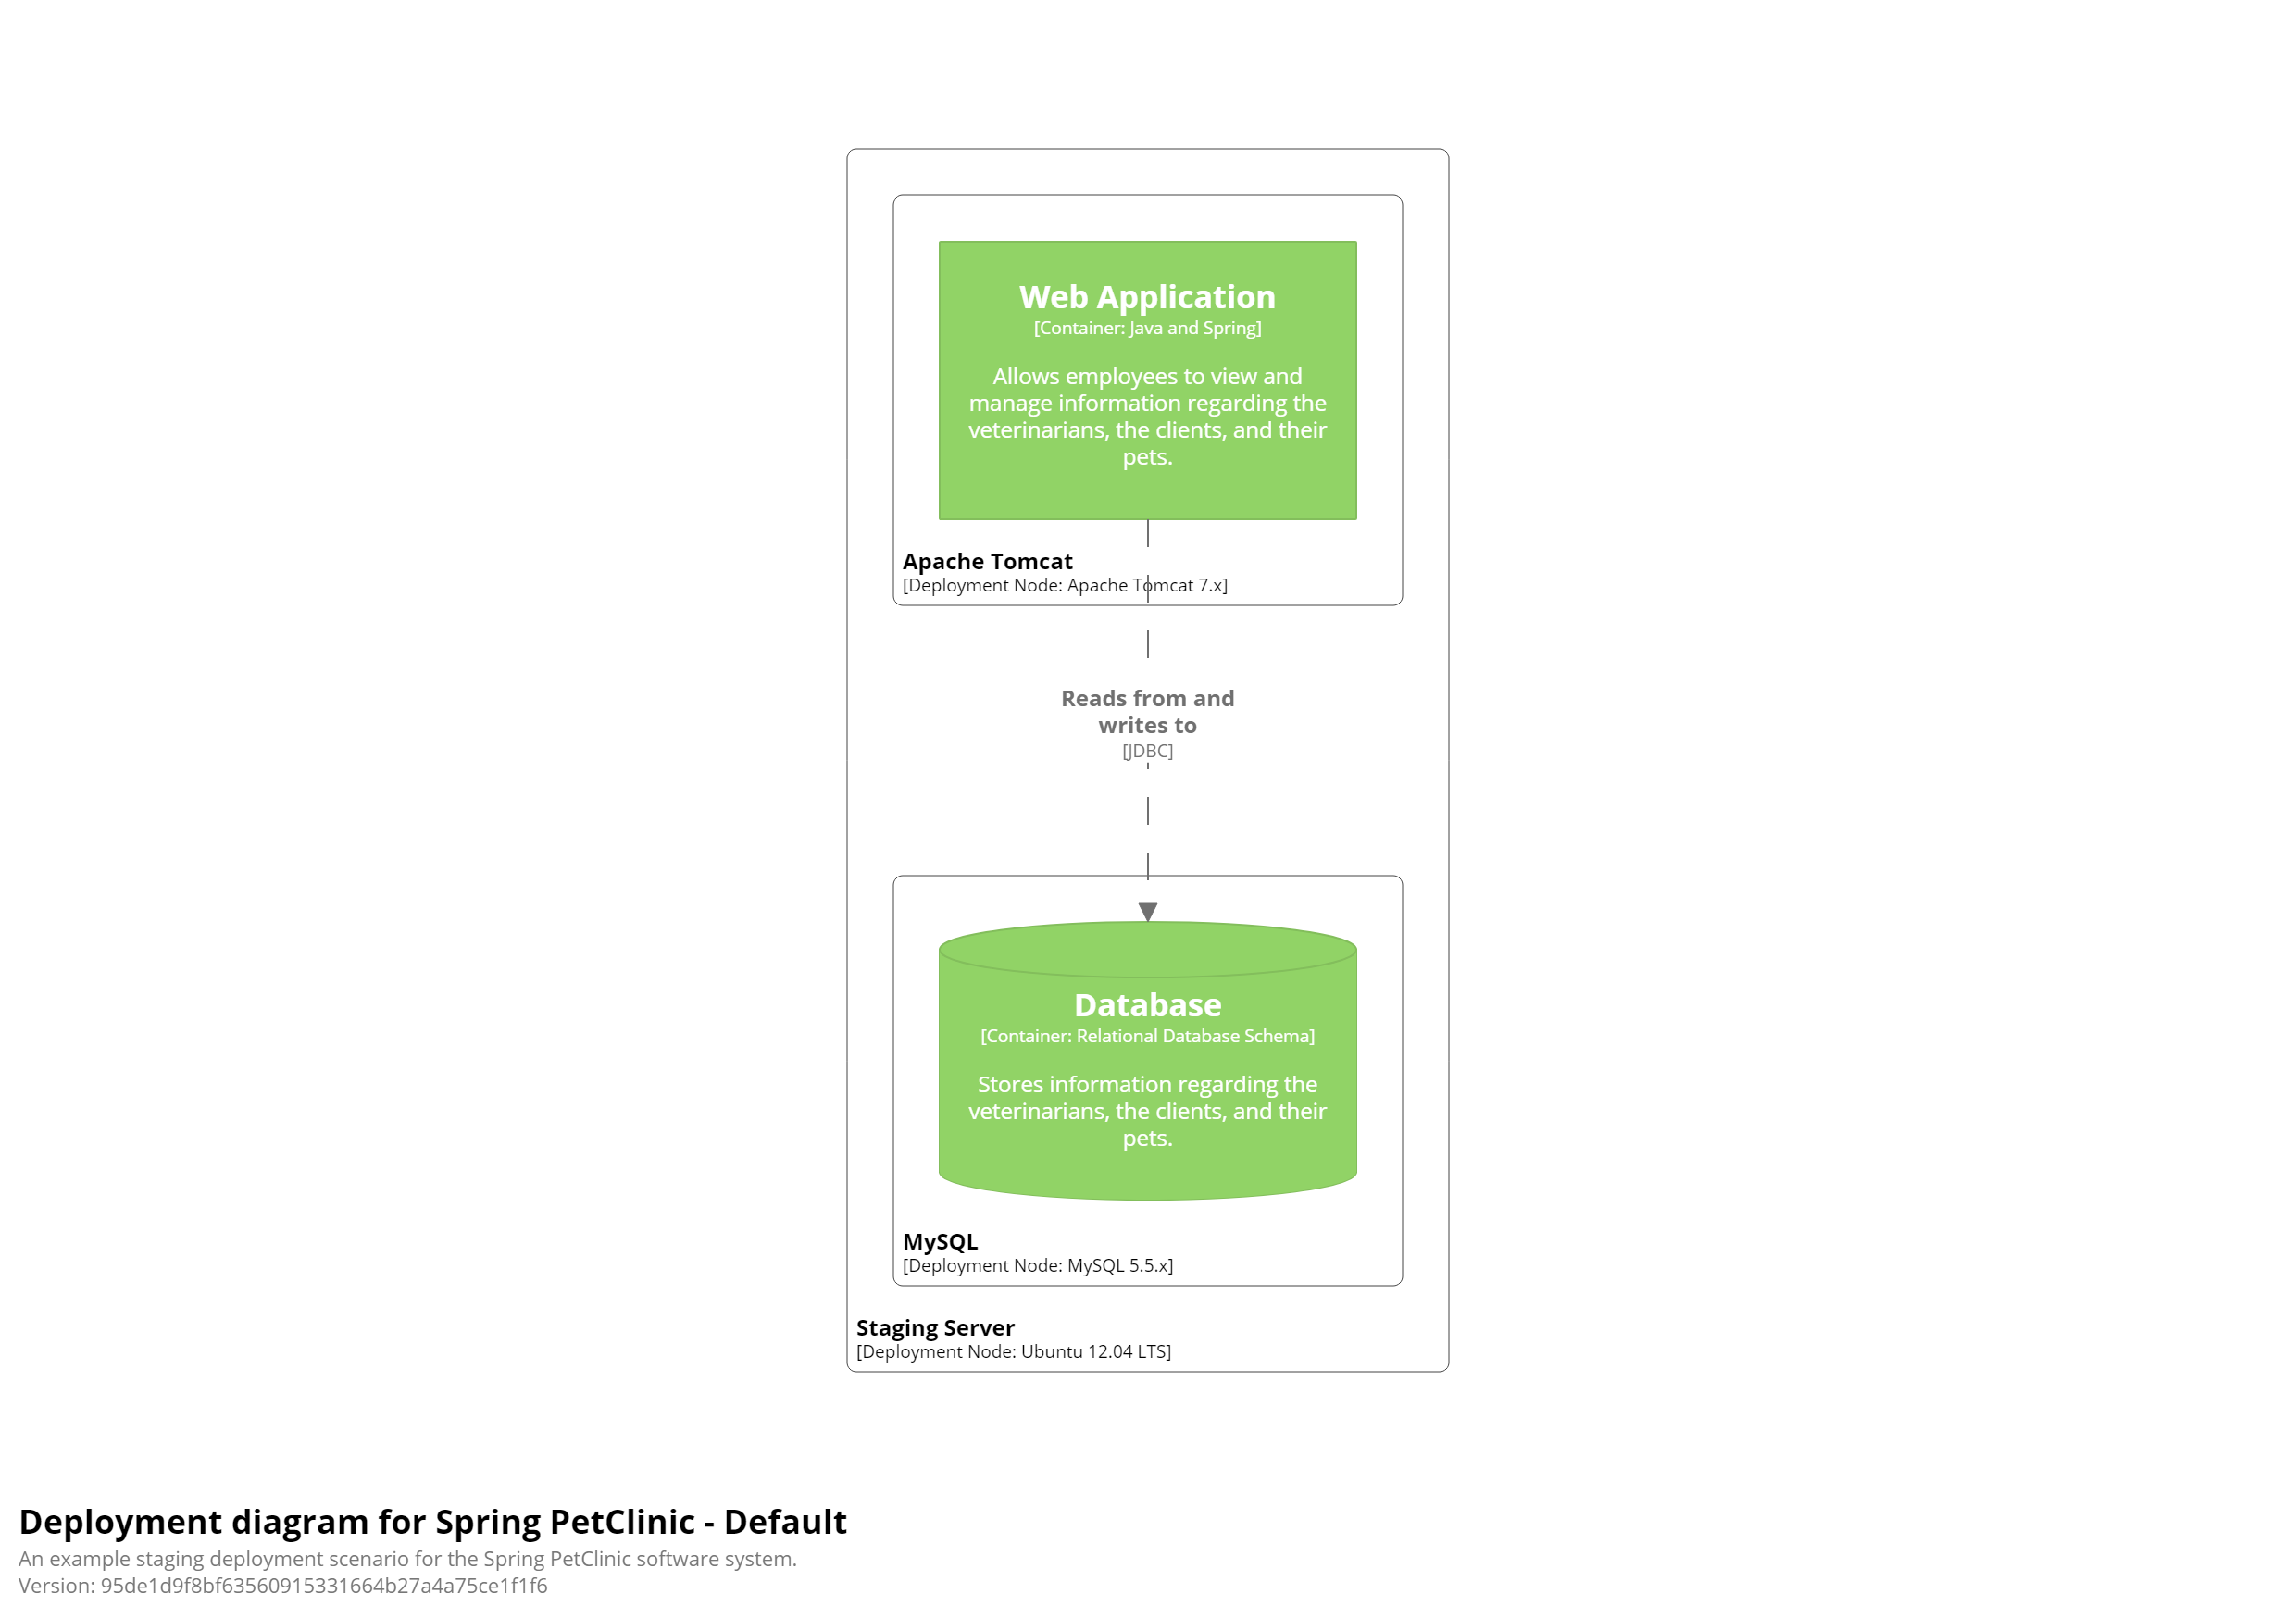 Web Application
[Container: Java and Spring]
Allows employees to view and
manage information regarding the
veterinarians, the clients, and their
pets.
Apache Tomcat
[Deployment Node: Apache Tomcat 7.x]
Reads from and
writes to
[JDBC]
Database
[Container: Relational Database Schema]
Stores information regarding the
veterinarians, the clients, and their
pets.
MySQL
[Deployment Node: MySQL 5.5.x]
Staging Server
[Deployment Node: Ubuntu 12.04 LTS]
Deployment diagram for Spring PetClinic - Default
An example staging deployment scenario for the Spring PetClinic software system.
Version: 95de1d9f8bf63560915331664b27a4a75ce1f1f6